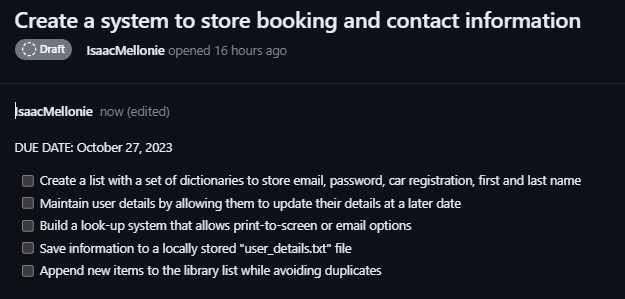 Create a system to store booking and contact information
Draft IsaacMellonie opened 16 hours ago
IsaacMellonie now (edited)
DUE DATE: October 27, 2023
Create a list with a set of dictionaries to store email, password, car registration, first and last name
Maintain user details by allowing them to update their details at a later date
Build a look-up system that allows print-to-screen or email options
Save information to a locally stored "user_details.txt" file
Append new items to the library list while avoiding duplicates